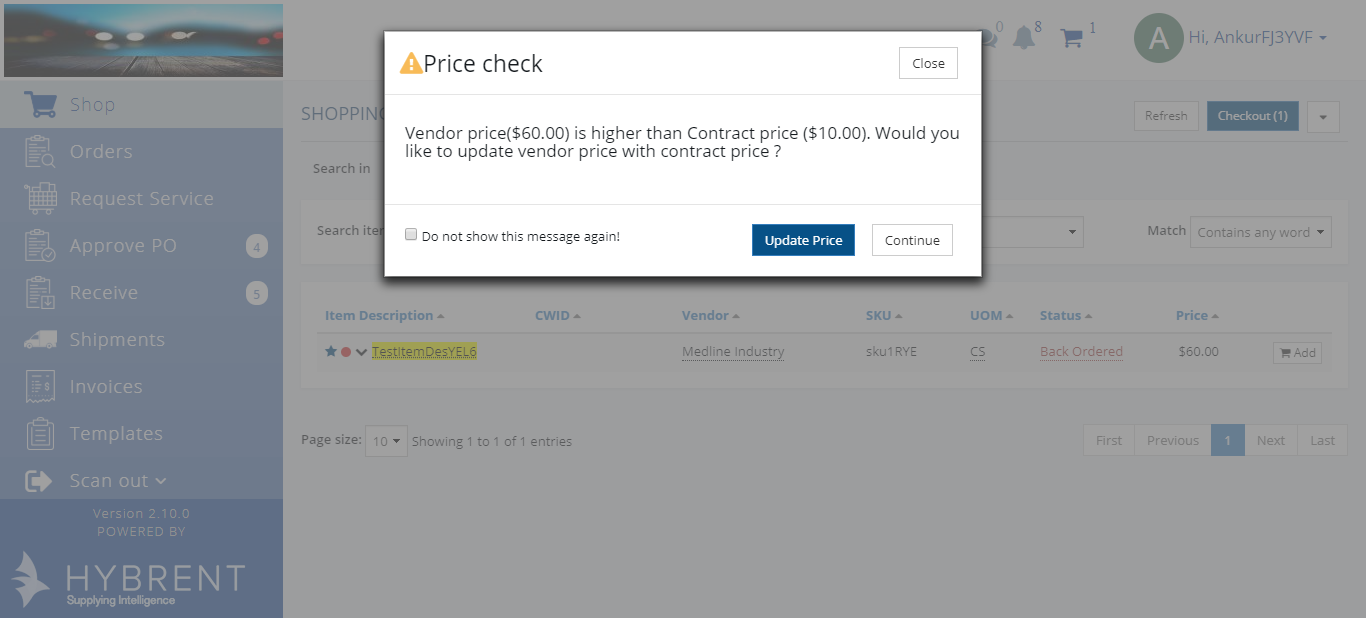 0
8
1
A
Hi, AnkurFJ3YVF
Price check
Close
Vendor price($60.00) is higher than Contract price ($10.00). Would you
like to update vendor price with contract price ?
Do not show this message again!
Update Price
Continue
Shop
Orders
Request Service
Approve PO
4
Receive
5
Shipments
Invoices
Templates
Scan out
Version 2.10.0
POWERED BY
HYBRENT
Supplying Intelligence
SHOPPING
Refresh
Checkout (1)
Search in
Search iter
Match
Contains any word
Item Description
CWID
Vendor
SKU
UOM
Status
Price
TestItemDesYEL6
Medline Industry
sku1RYE
CS
Back Ordered
$60.00
Add
Page size:
10
Showing 1 to 1 of 1 entries
First
Previous
1
Next
Last